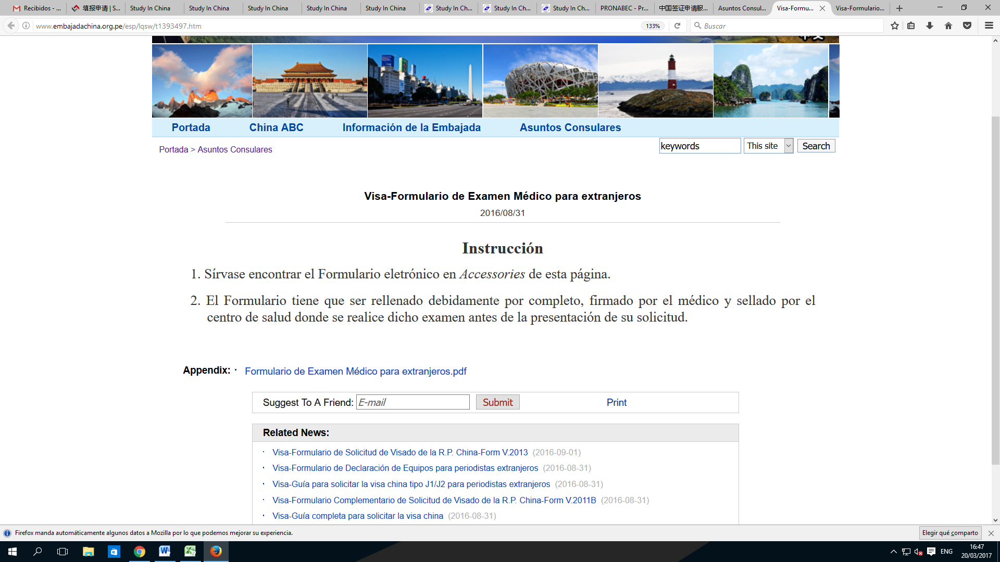 Recibidos - ...
填报申请 | S...
Study In China
Study In China
Study In China
Study In China
Study In China
Study In Ch...
Study In Ch...
Study In Ch...
PRONABEC - Pr...
中国签证申请服...
Asuntos Consul...
Visa-Formu...
Visa-Formulario...
www.embajadachina.org.pe/esp/lqsw/t1393497.htm
133%
Buscar
Portada
China ABC
Información de la Embajada
Asuntos Consulares
Portada > Asuntos Consulares
keywords
This site
Search
Visa-Formulario de Examen Médico para extranjeros
2016/08/31
Instrucción
1. Sírvase encontrar el Formulario eletrónico en Accessories de esta página.
2. El Formulario tiene que ser rellenado debidamente por completo, firmado por el médico y sellado por el
centro de salud donde se realice dicho examen antes de la presentación de su solicitud.
Appendix:
Formulario de Examen Médico para extranjeros.pdf
Suggest To A Friend:
E-mail
Submit
Print
Related News:
Visa-Formulario de Solicitud de Visado de la R.P. China-Form V.2013 (2016-09-01)
Visa-Formulario de Declaración de Equipos para periodistas extranjeros (2016-08-31)
Visa-Guía para solicitar la visa china tipo J1/J2 para periodistas extranjeros (2016-08-31)
Visa-Formulario Complementario de Solicitud de Visado de la R.P. China-Form V.2011B (2016-08-31)
Visa-Guía completa para solicitar la visa china (2016-08-31)
Firefox manda automáticamente algunos datos a Mozilla por lo que podemos mejorar su experiencia.
Elegir qué comparto
ENG
16:47
20/03/2017